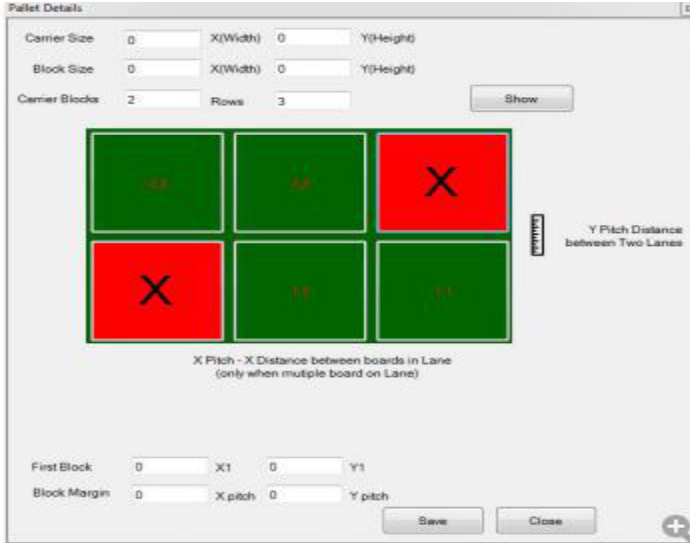 Pallet Details
Carrier Size 0 X(Width) 0 Y(Height)
Block Size 0 X(Width) 0 Y(Height)
Carrier Blocks 2 Rows 3 Show
X
X
Y Pitch Distance
between Two Lanes
X Pitch - X Distance between boards in Lane
(only when mutiple board on Lane)
First Block 0 X1 0 Y1
Block Margin 0 X pitch 0 Y pitch
Save Close